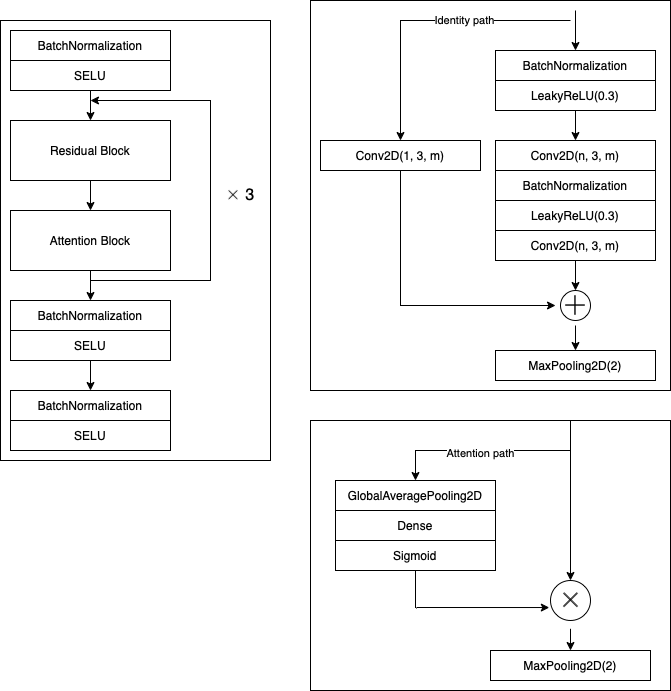 BatchNormalization
SELU
Residual Block
Attention Block
× 3
BatchNormalization
SELU
BatchNormalization
SELU
Identity path
BatchNormalization
LeakyReLU(0.3)
Conv2D(1, 3, m)
Conv2D(n, 3, m)
BatchNormalization
LeakyReLU(0.3)
Conv2D(n, 3, m)
+
MaxPooling2D(2)
Attention path
GlobalAveragePooling2D
Dense
Sigmoid
×
MaxPooling2D(2)